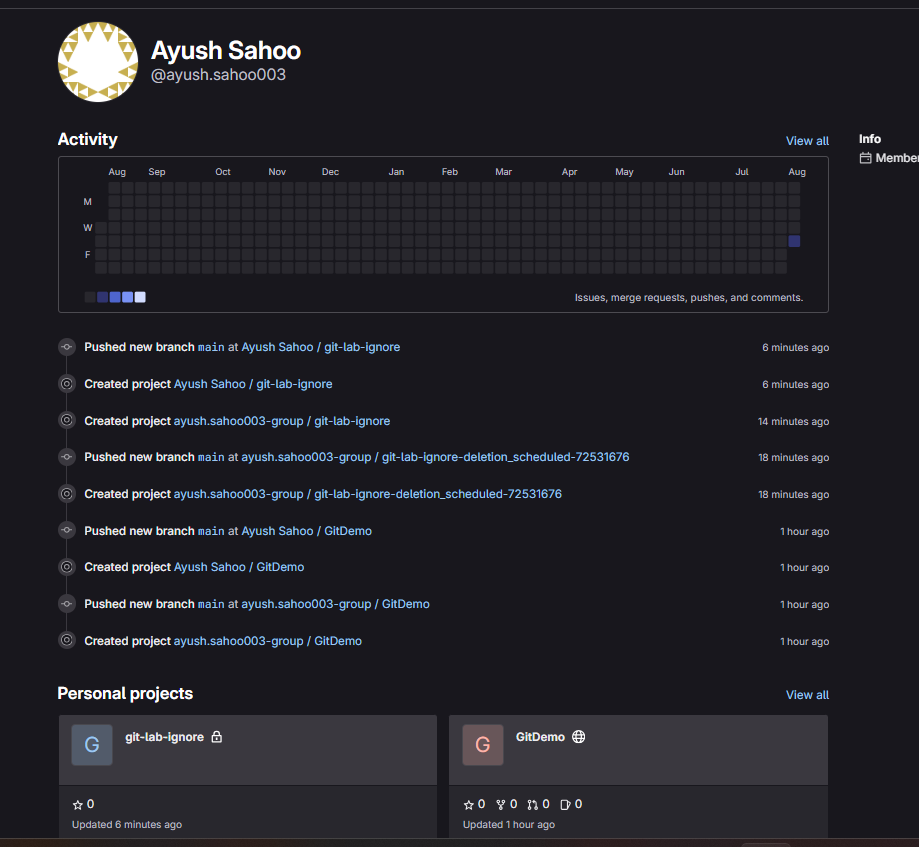 Ayush Sahoo
@ayush.sahoo003
Activity
View all
Info
Member
Aug Sep Oct Nov Dec Jan Feb Mar Apr May Jun Jul Aug
M
W
F
Issues, merge requests, pushes, and comments.
Pushed new branch main at Ayush Sahoo / git-lab-ignore 6 minutes ago
Created project Ayush Sahoo / git-lab-ignore 6 minutes ago
Created project ayush.sahoo003-group / git-lab-ignore 14 minutes ago
Pushed new branch main at ayush.sahoo003-group / git-lab-ignore-deletion_scheduled-72531676 18 minutes ago
Created project ayush.sahoo003-group / git-lab-ignore-deletion_scheduled-72531676 18 minutes ago
Pushed new branch main at Ayush Sahoo / GitDemo 1 hour ago
Created project Ayush Sahoo / GitDemo 1 hour ago
Pushed new branch main at ayush.sahoo003-group / GitDemo 1 hour ago
Created project ayush.sahoo003-group / GitDemo 1 hour ago
Personal projects
View all
G git-lab-ignore
0
Updated 6 minutes ago
G GitDemo
0 0 0 0
Updated 1 hour ago